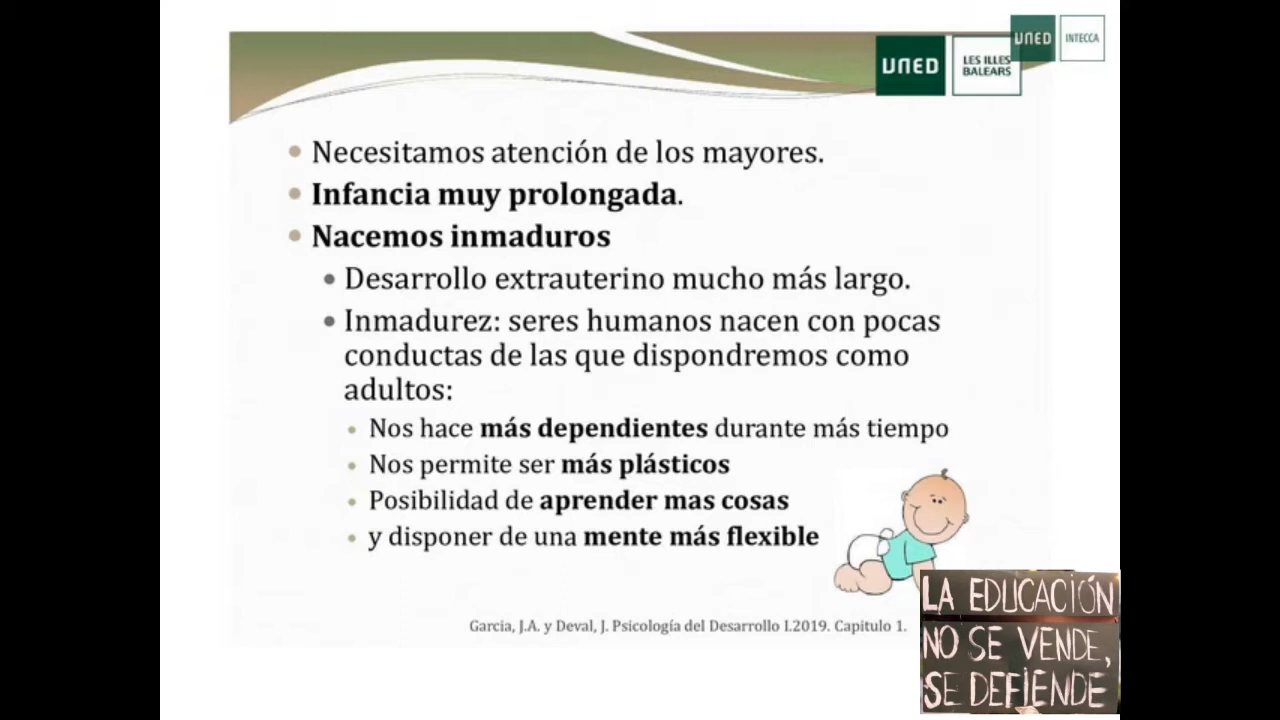 UNED
INTECCA
UNED
LES ILLES
BALEARS
Necesitamos atención de los mayores.
Infancia muy prolongada.
Nacemos inmaduros
Desarrollo extrauterino mucho más largo.
Inmadurez: seres humanos nacen con pocas
conductas de las que dispondremos como
adultos:
Nos hace más dependientes durante más tiempo
Nos permite ser más plásticos
Posibilidad de aprender mas cosas
y disponer de una mente más flexible
Garcia, J.A. y Deval, J. Psicología del Desarrollo I.2019. Capitulo 1.
LA EDUCACIÓN
NO SE VENDE,
SE DEFIENDE